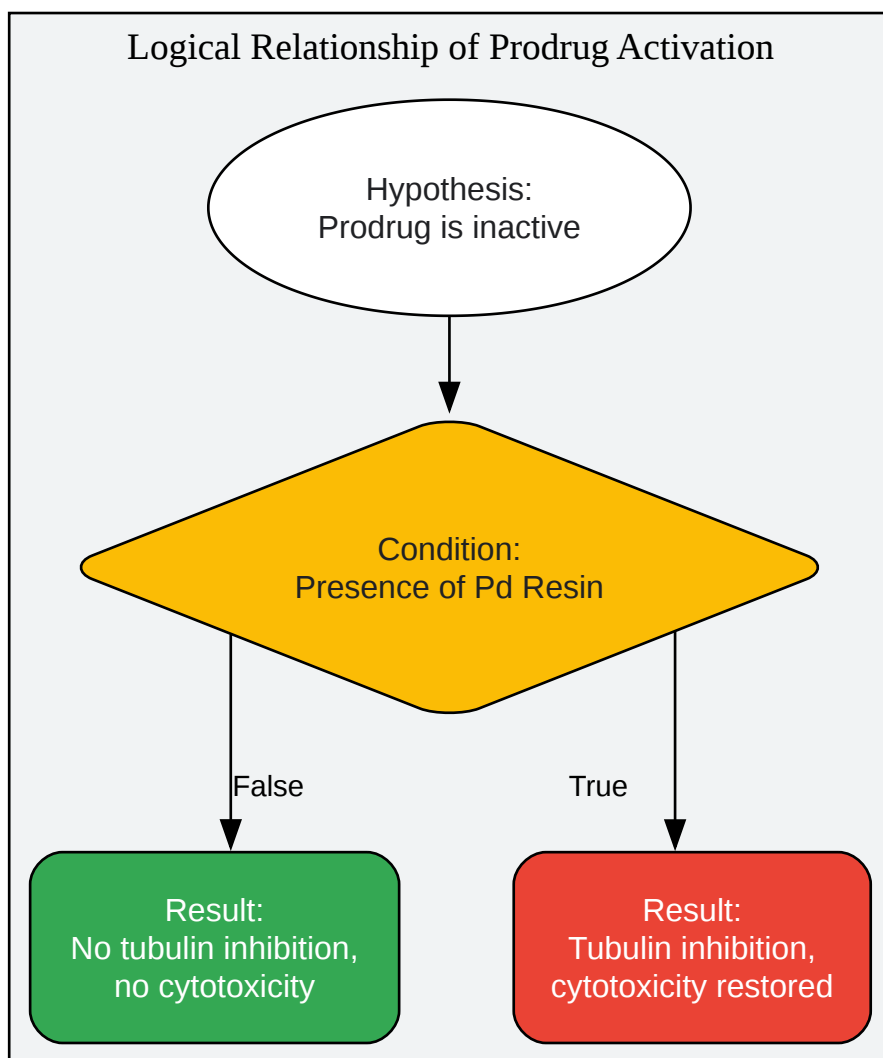 Logical Relationship of Prodrug Activation
Hypothesis:
Prodrug is inactive
Condition:
Presence of Pd Resin
False
True
Result:
No tubulin inhibition,
no cytotoxicity
Result:
Tubulin inhibition,
cytotoxicity restored